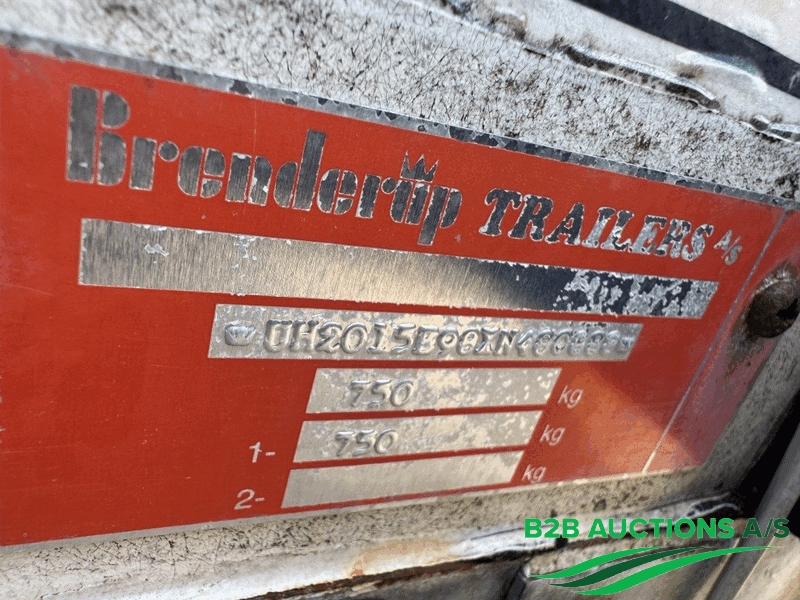 Brenderup TRAILERS A/S
750 kg
1- 750 kg
2- kg
B2B AUCTIONS A/S